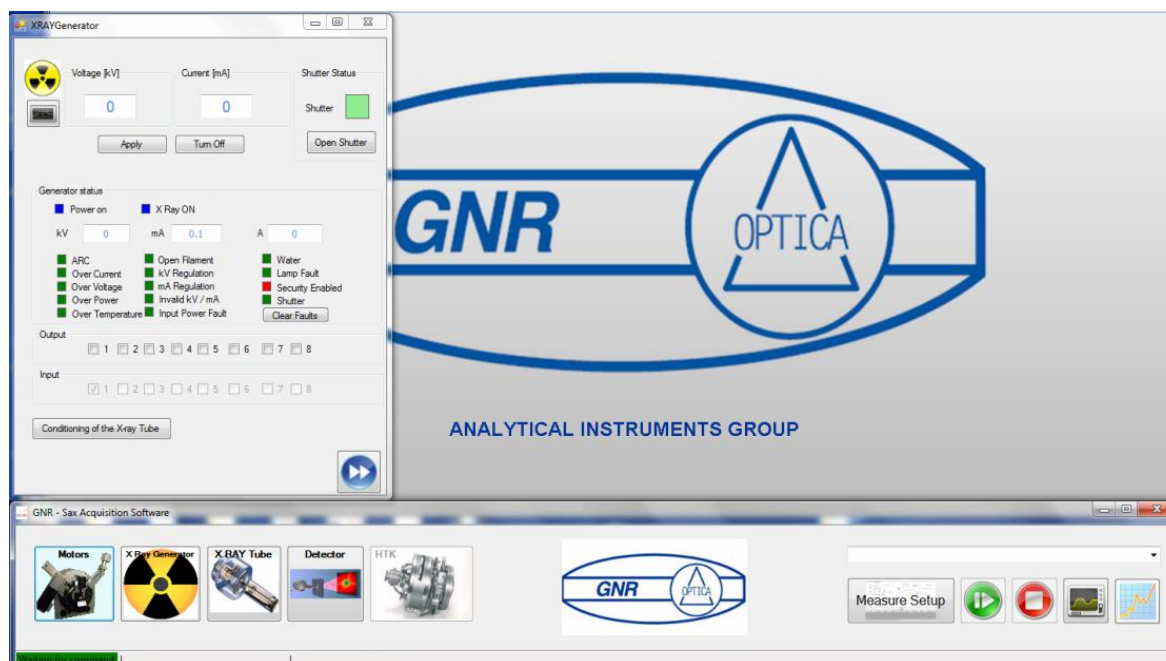 XRAYGenerator
Voltage [kV]
Current [mA]
Shutter Status
0
0
Shutter
Apply
Turn Off
Open Shutter
Generator status
Power on
X Ray ON
kV 0 mA 0.1 A 0
ARC Open Filament Water
Over Current kV Regulation Lamp Fault
Over Voltage mA Regulation Security Enabled
Over Power Invalid kV / mA Shutter
Over Temperature Input Power Fault Clear Faults
Output
1 2 3 4 5 6 7 8
Input
1 2 3 4 5 6 7 8
Conditioning of the X-ray Tube
GNR
OPTICA
ANALYTICAL INSTRUMENTS GROUP
GNR - Sax Acquisition Software
Motors
X Ray Generator
X RAY Tube
Detector
HTK
GNR
OPTICA
Measure Setup
Waiting for command